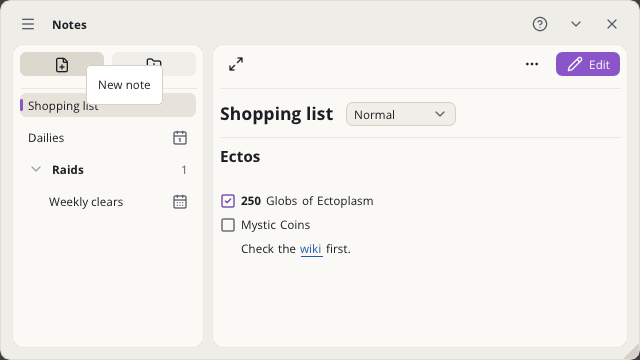 Notes
New note
Edit
Shopping list
Dailies
Raids 1
Weekly clears
Shopping list Normal
Ectos
250 Globs of Ectoplasm
Mystic Coins
Check the wiki first.